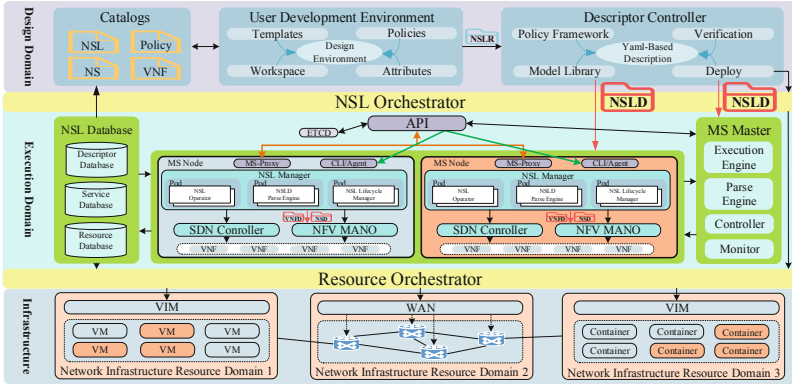 Design Domain
Catalogs
NSL
Policy
NS
VNF
User Development Environment
Templates
Policies
Design
Environment
Workspace
Attributes
NSLR
Descriptor Controller
Policy Framework
Verification
Yaml-Based
Description
Model Library
Deploy
NSL Orchestrator
NSLD
NSLD
Execution Domain
NSL Database
Descriptor
Database
Service
Database
Resource
Database
ETCD
API
MS Node
MS-Proxy
CLI/Agent
NSL Manager
Pod
NSL
Operator
Pod
NSLD
Parse Engine
Pod
NSL Lifecycle
Manager
VNFD
NSD
SDN Controller
NFV MANO
VNF
VNF
VNF
VNF
MS Node
MS-Proxy
CLI/Agent
NSL Manager
Pod
NSL
Operator
Pod
NSLD
Parse Engine
Pod
NSL Lifecycle
Manager
VNFD
NSD
SDN Controller
NFV MANO
VNF
VNF
VNF
VNF
MS Master
Execution
Engine
Parse
Engine
Controller
Monitor
Resource Orchestrator
Infrastructure
VIM
VM
VM
VM
VM
VM
VM
Network Infrastructure Resource Domain 1
WAN
Network Infrastructure Resource Domain 2
VIM
Container
Container
Container
Container
Container
Container
Network Infrastructure Resource Domain 3